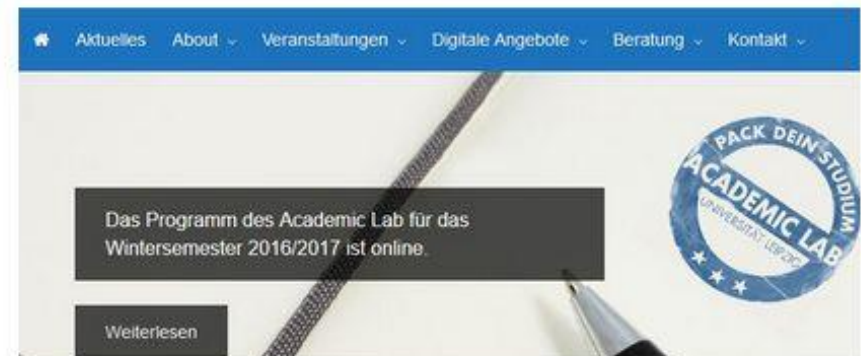 Aktuelles About Veranstaltungen Digitale Angebote Beratung Kontakt
PACK DEIN STUDIUM
ACADEMIC LAB
UNIVERSITÄT LEIPZIG
Das Programm des Academic Lab für das
Wintersemester 2016/2017 ist online.
Weiterlesen